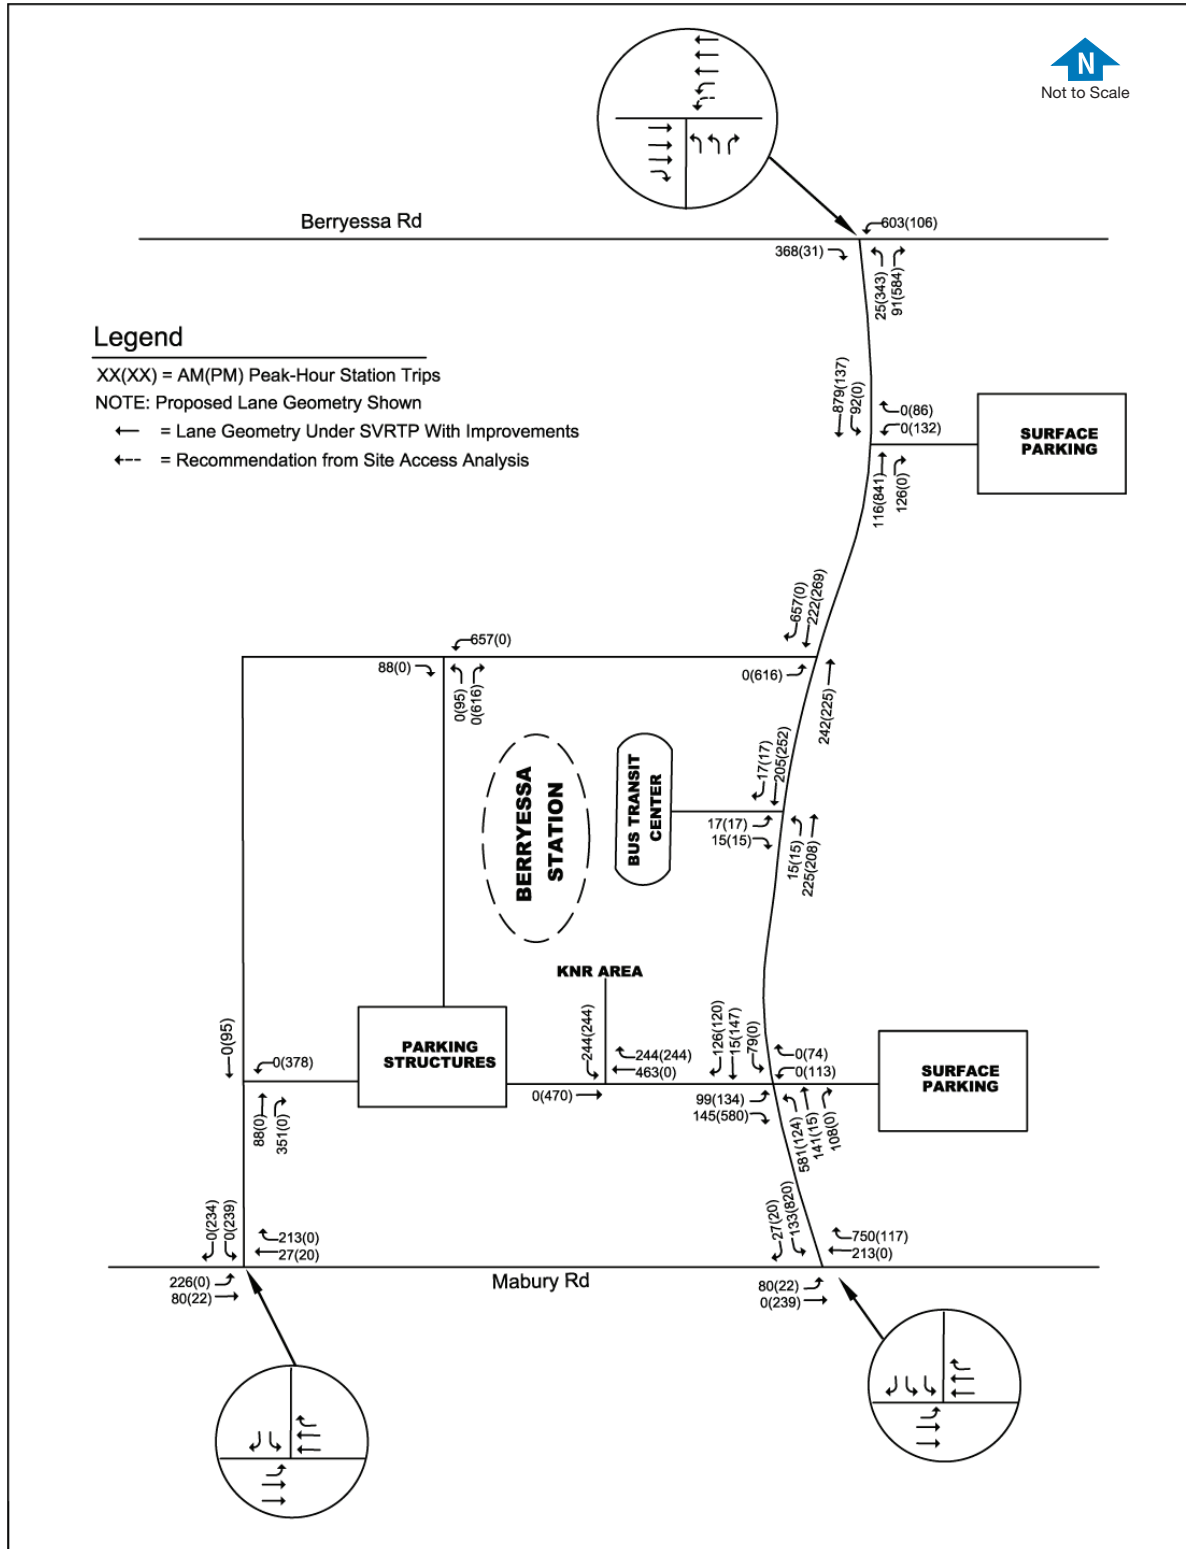 N
Not to Scale
Berryessa Rd
603(106)
368(31)
25(343)
91(584)
Legend
XX(XX) = AM(PM) Peak-Hour Station Trips
NOTE: Proposed Lane Geometry Shown
= Lane Geometry Under SVRTP With Improvements
= Recommendation from Site Access Analysis
879(137)
92(0)
0(86)
0(132)
SURFACE
PARKING
116(841)
126(0)
657(0)
222(269)
657(0)
88(0)
0(95)
0(616)
0(616)
242(225)
BERRYESSA
STATION
BUS TRANSIT
CENTER
17(17)
205(252)
17(17)
15(15)
15(15)
225(208)
KNR AREA
0(95)
0(378)
PARKING
STRUCTURES
244(244)
244(244)
463(0)
0(470)
126(120)
15(147)
79(0)
0(74)
0(113)
SURFACE
PARKING
99(134)
145(580)
581(124)
141(15)
108(0)
88(0)
351(0)
0(234)
0(239)
213(0)
27(20)
226(0)
80(22)
Mabury Rd
27(20)
133(820)
750(117)
213(0)
80(22)
0(239)